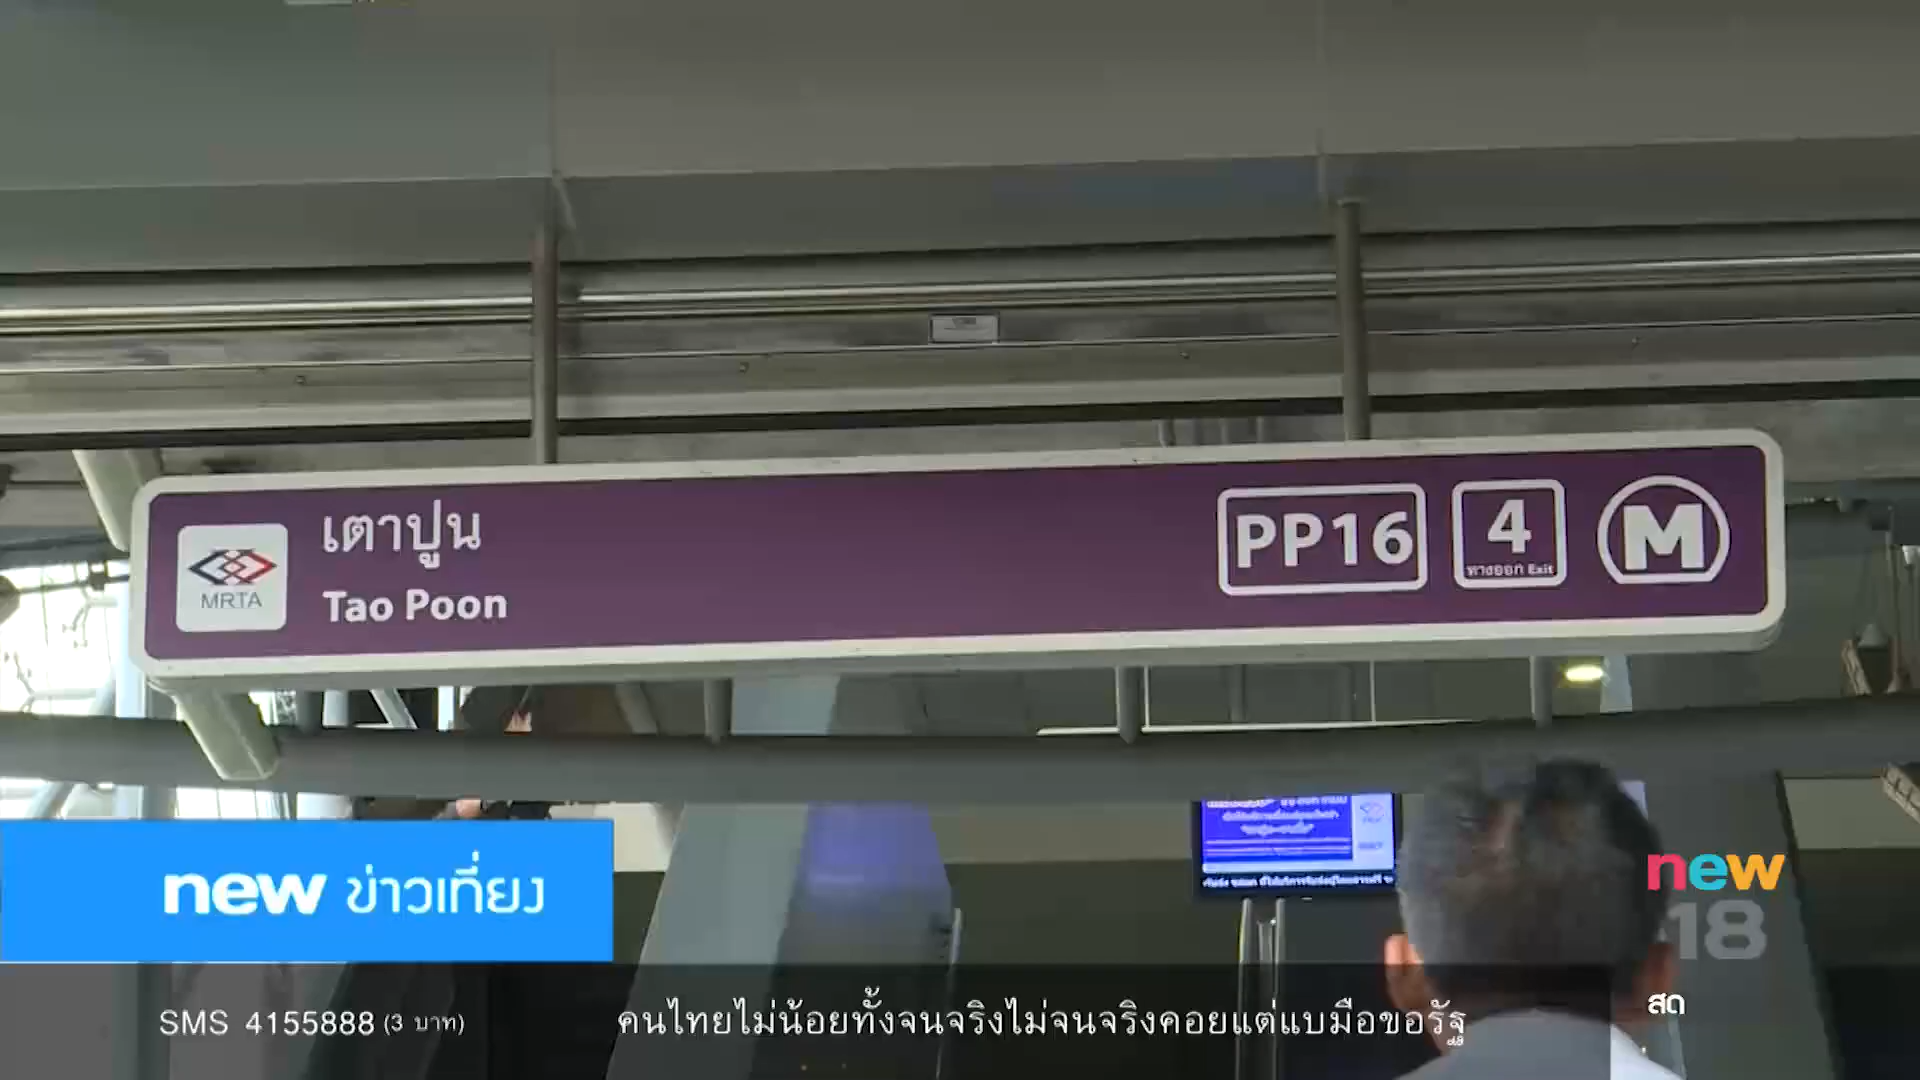 เตาปูน
Tao Poon
MRTA
PP16
4
ทางออก Exit
M
new ข่าวเที่ยง
new
18
สด
SMS 4155888 (3 บาท)
คนไทยไม่น้อยทั้งจนจริงไม่จนจริงคอยแต่แบมือขอรัฐ